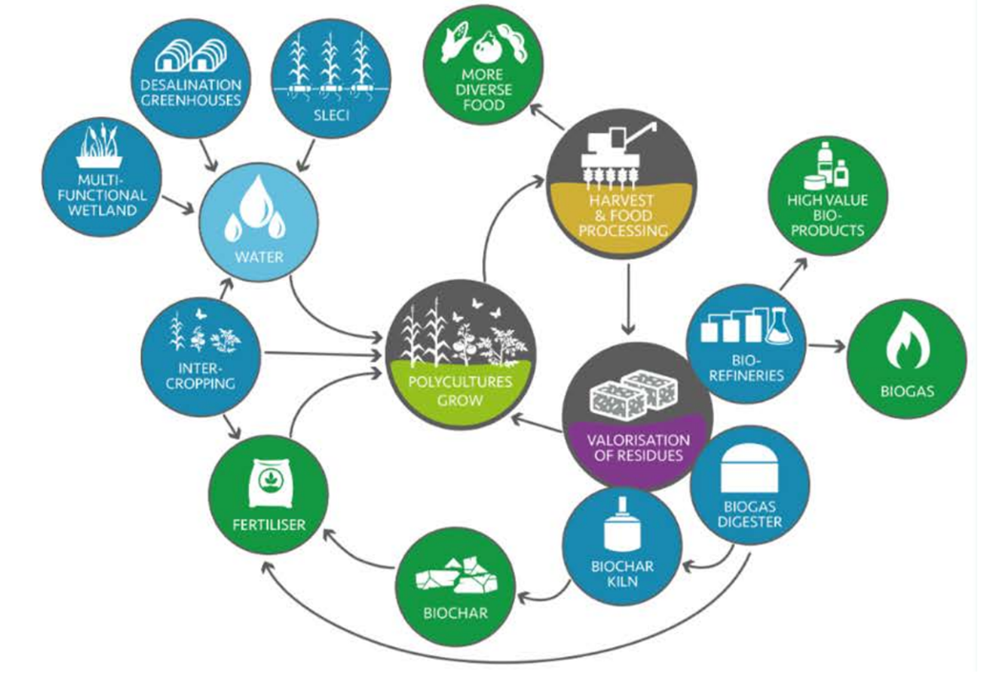 DESALINATION
GREENHOUSES
SLECI
MORE
DIVERSE
FOOD
MULTI-
FUNCTIONAL
WETLAND
WATER
HARVEST
& FOOD
PROCESSING
HIGH VALUE
BIO-
PRODUCTS
INTER-
CROPPING
POLYCULTURES
GROW
BIO-
REFINERIES
BIOGAS
VALORISATION
OF RESIDUES
FERTILISER
BIOGAS
DIGESTER
BIOCHAR
KILN
BIOCHAR